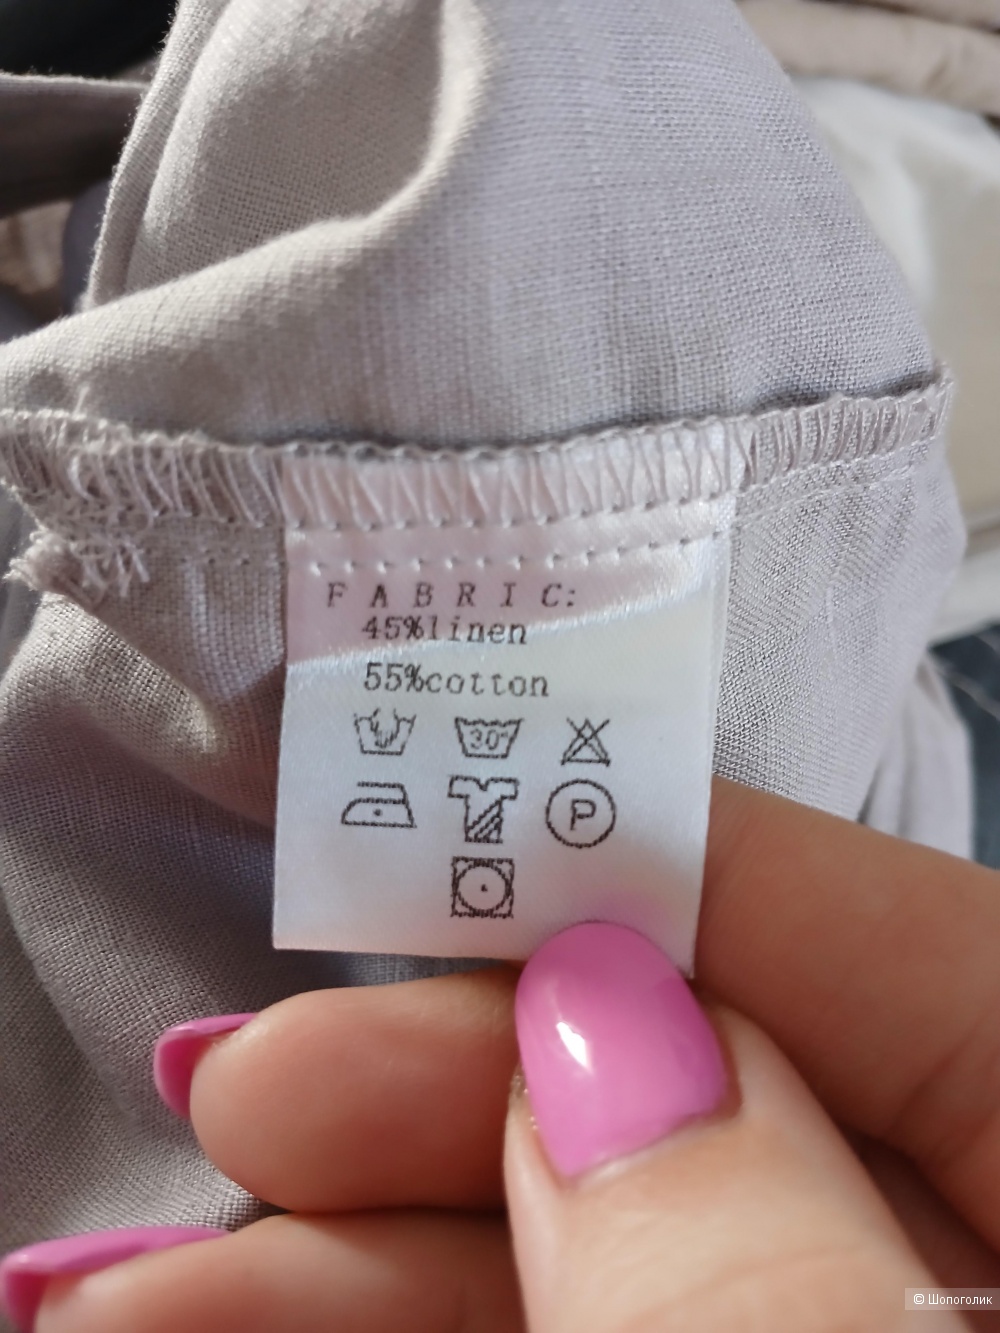 FABRIC:
45%linen
55%cotton
30°
P
© Шопоголик